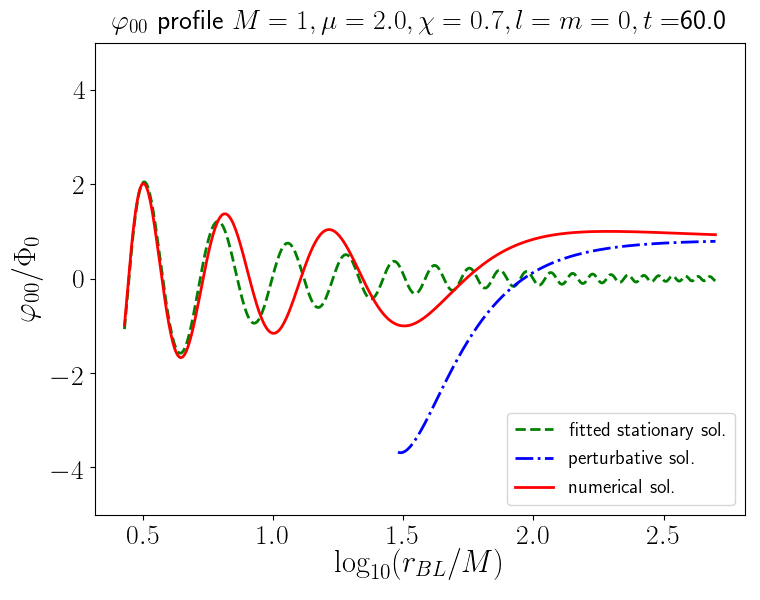 φ₀₀ profile M = 1, μ = 2.0, χ = 0.7, l = m = 0, t =60.0
φ₀₀/Φ₀
4
2
0
−2
−4
fitted stationary sol.
perturbative sol.
numerical sol.
0.5 1.0 1.5 2.0 2.5
log₁₀(r_BL/M)